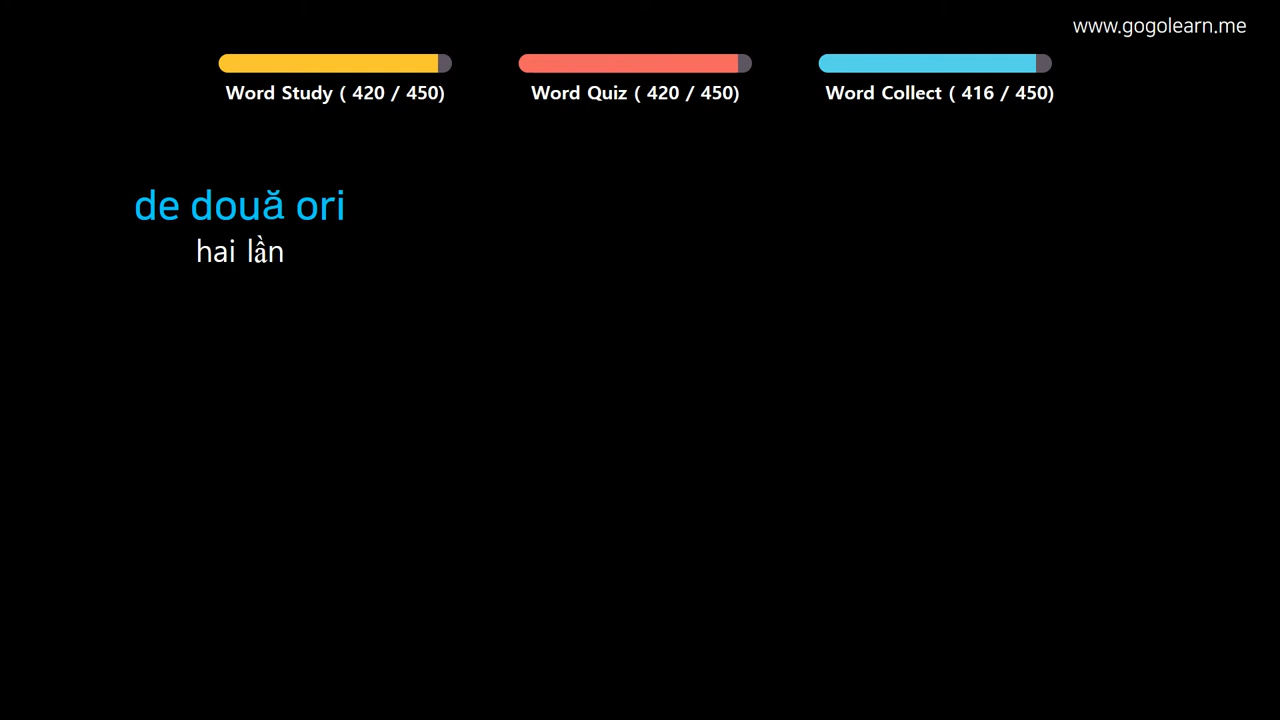 www.gogolearn.me
Word Study ( 420 / 450)
Word Quiz ( 420 / 450)
Word Collect ( 416 / 450)
de două ori
hai lần